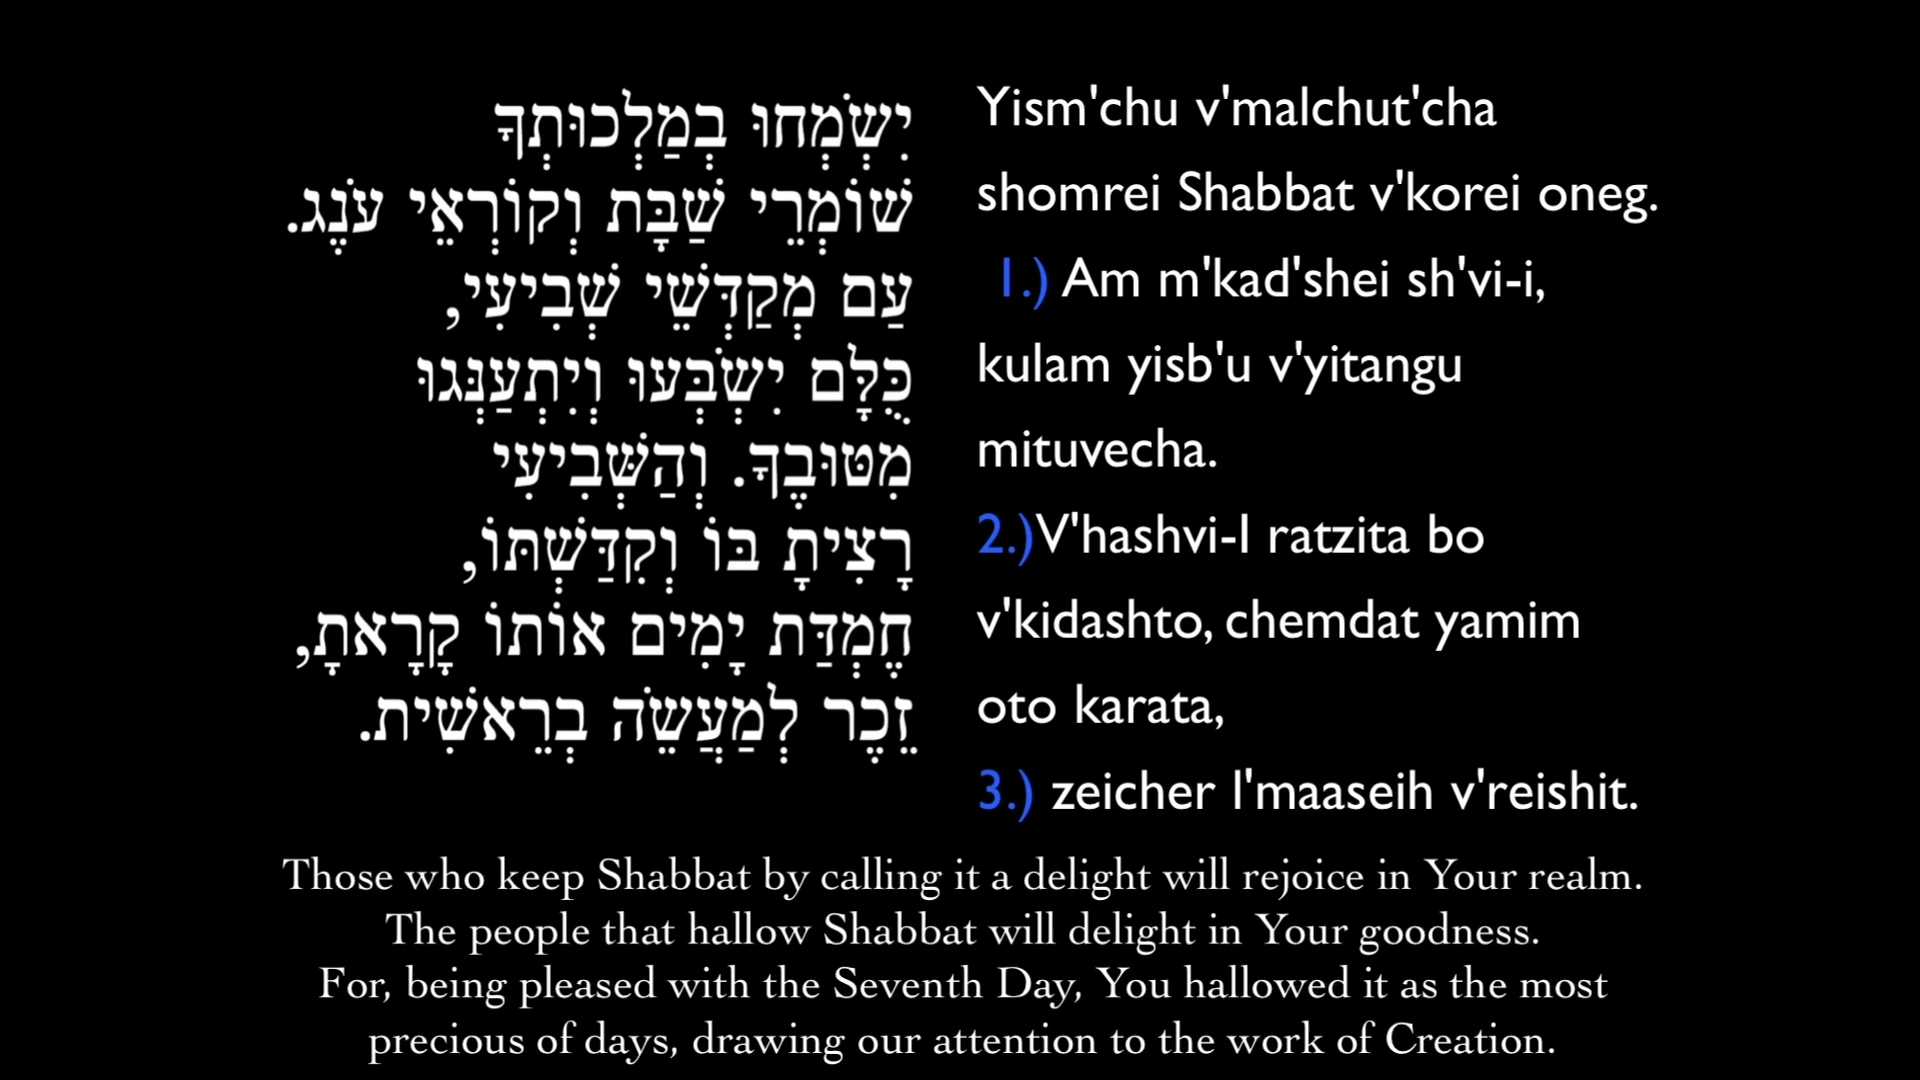 יִשְׂמְחוּ בְמַלְכוּתְךָ
שׁוֹמְרֵי שַׁבָּת וְקוֹרְאֵי עֹנֶג.
עַם מְקַדְּשֵׁי שְׁבִיעִי,
כֻּלָּם יִשְׂבְּעוּ וְיִתְעַנְּגוּ
מִטּוּבֶךָ. וְהַשְּׁבִיעִי
רָצִיתָ בּוֹ וְקִדַּשְׁתּוֹ,
חֶמְדַּת יָמִים אוֹתוֹ קָרָאתָ,
זֵכֶר לְמַעֲשֵׂה בְרֵאשִׁית.
Yism'chu v'malchut'cha
shomrei Shabbat v'korei oneg.
1.) Am m'kad'shei sh'vi-i,
kulam yisb'u v'yitangu
mituvecha.
2.)V'hashvi-I ratzita bo
v'kidashto, chemdat yamim
oto karata,
3.) zeicher l'maaseih v'reishit.
Those who keep Shabbat by calling it a delight will rejoice in Your realm.
The people that hallow Shabbat will delight in Your goodness.
For, being pleased with the Seventh Day, You hallowed it as the most
precious of days, drawing our attention to the work of Creation.